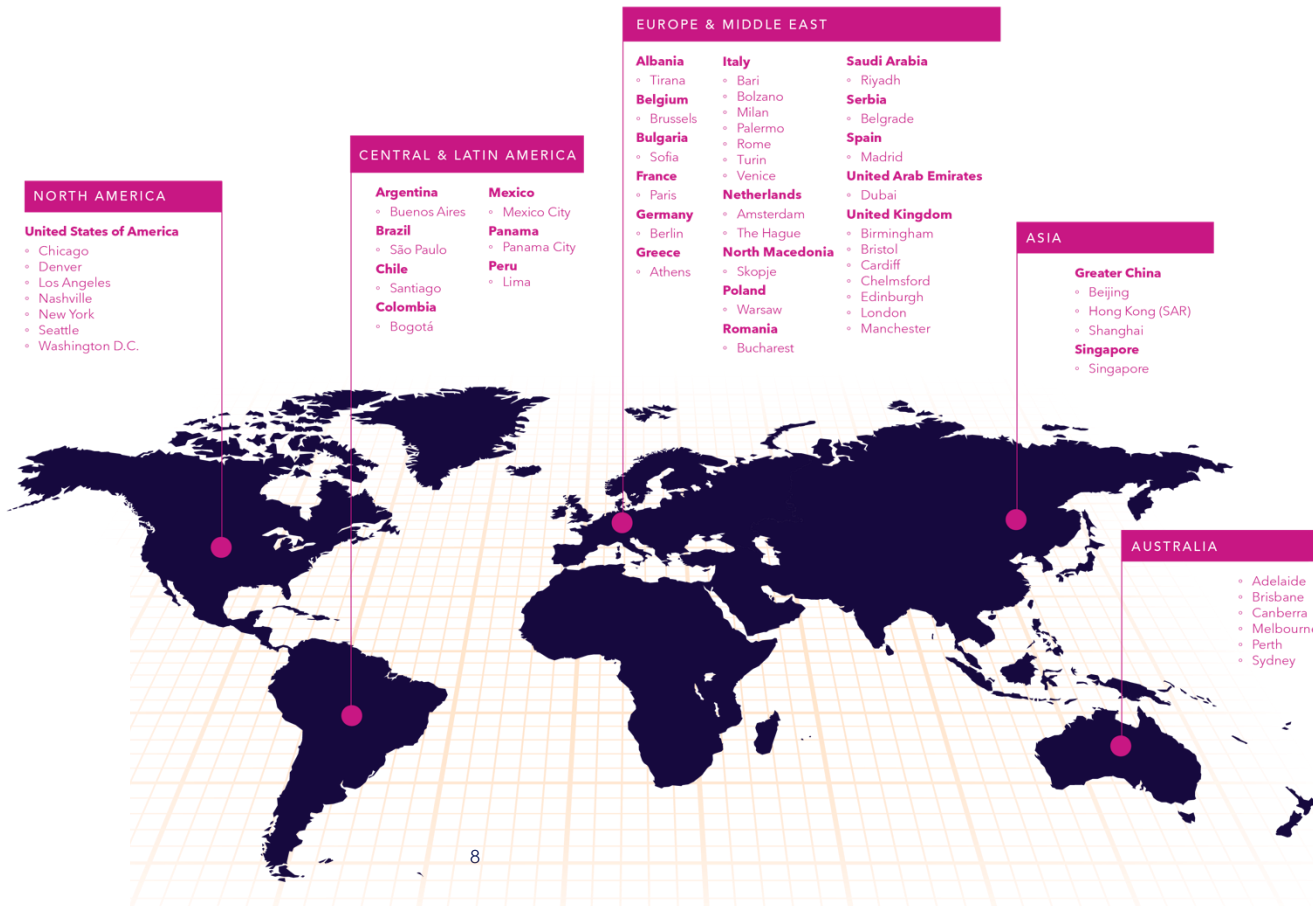 EUROPE & MIDDLE EAST
Albania
◦ Tirana
Belgium
◦ Brussels
Bulgaria
◦ Sofia
France
◦ Paris
Germany
◦ Berlin
Greece
◦ Athens
Italy
◦ Bari
◦ Bolzano
◦ Milan
◦ Palermo
◦ Rome
◦ Turin
◦ Venice
Netherlands
◦ Amsterdam
◦ The Hague
North Macedonia
◦ Skopje
Poland
◦ Warsaw
Romania
◦ Bucharest
Saudi Arabia
◦ Riyadh
Serbia
◦ Belgrade
Spain
◦ Madrid
United Arab Emirates
◦ Dubai
United Kingdom
◦ Birmingham
◦ Bristol
◦ Cardiff
◦ Chelmsford
◦ Edinburgh
◦ London
◦ Manchester
CENTRAL & LATIN AMERICA
Argentina
◦ Buenos Aires
Brazil
◦ São Paulo
Chile
◦ Santiago
Colombia
◦ Bogotá
Mexico
◦ Mexico City
Panama
◦ Panama City
Peru
◦ Lima
NORTH AMERICA
United States of America
◦ Chicago
◦ Denver
◦ Los Angeles
◦ Nashville
◦ New York
◦ Seattle
◦ Washington D.C.
ASIA
Greater China
◦ Beijing
◦ Hong Kong (SAR)
◦ Shanghai
Singapore
◦ Singapore
AUSTRALIA
◦ Adelaide
◦ Brisbane
◦ Canberra
◦ Melbourne
◦ Perth
◦ Sydney
8